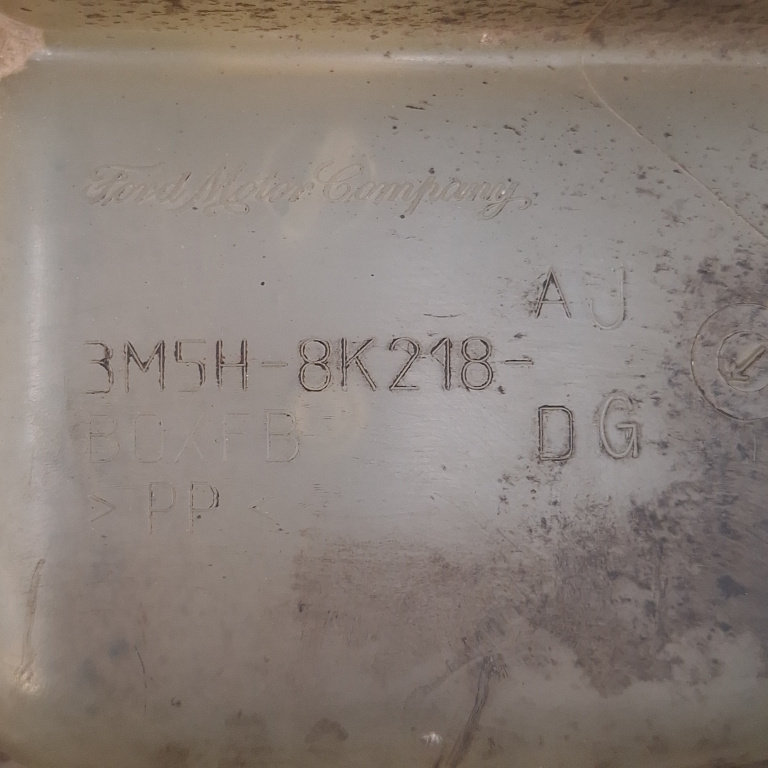 Ford Motor Company
AJ
3M5H-8K218-
DG
BOXFB
> PP <